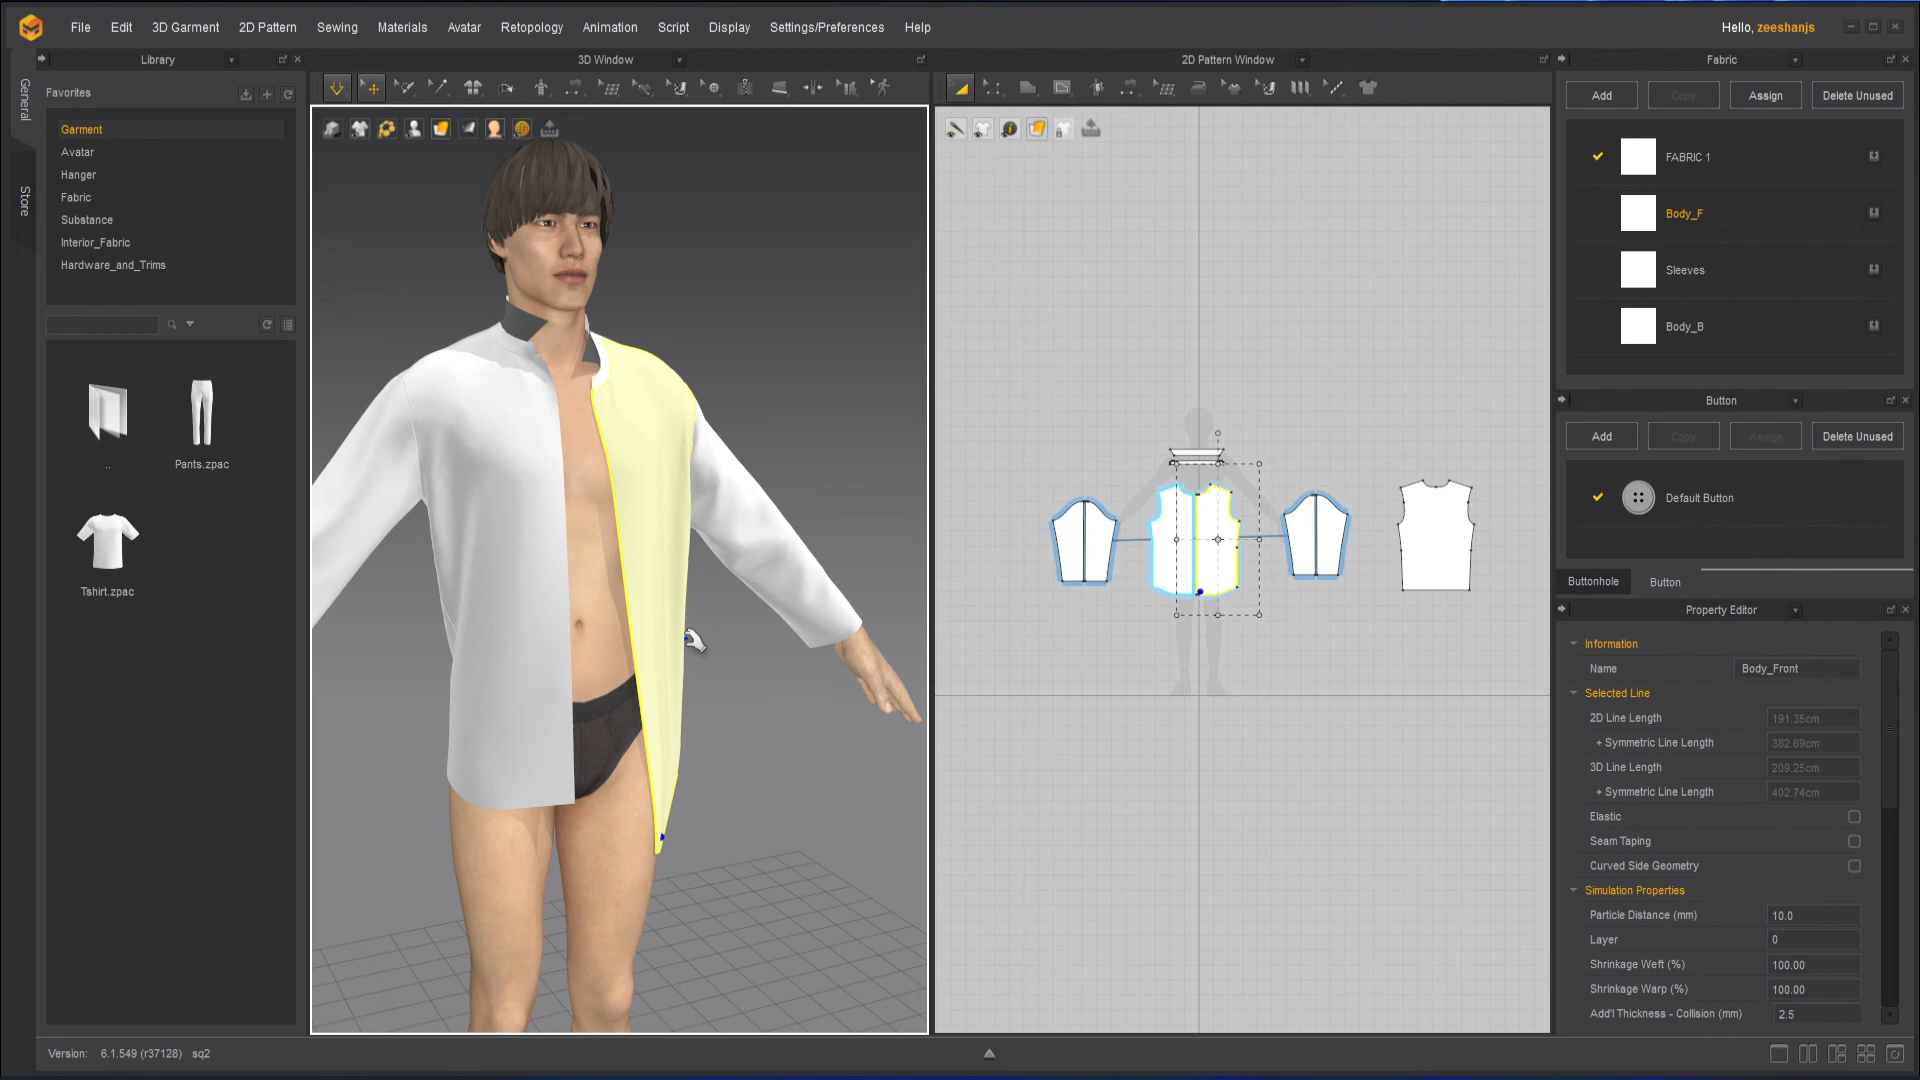 File Edit 3D Garment 2D Pattern Sewing Materials Avatar Retopology Animation Script Display Settings/Preferences Help Hello, zeeshanjs
Library 3D Window 2D Pattern Window Fabric
General
Store
Favorites
Garment
Avatar
Hanger
Fabric
Substance
Interior_Fabric
Hardware_and_Trims
..
Pants.zpac
Tshirt.zpac
Add Copy Assign Delete Unused
FABRIC 1
Body_F
Sleeves
Body_B
Button
Add Copy Assign Delete Unused
Default Button
Buttonhole Button
Property Editor
Information
Name Body_Front
Selected Line
2D Line Length 191.35cm
+ Symmetric Line Length 382.69cm
3D Line Length 209.25cm
+ Symmetric Line Length 402.74cm
Elastic
Seam Taping
Curved Side Geometry
Simulation Properties
Particle Distance (mm) 10.0
Layer 0
Shrinkage Weft (%) 100.00
Shrinkage Warp (%) 100.00
Add'l Thickness - Collision (mm) 2.5
Version: 6.1.549 (r37128) sq2